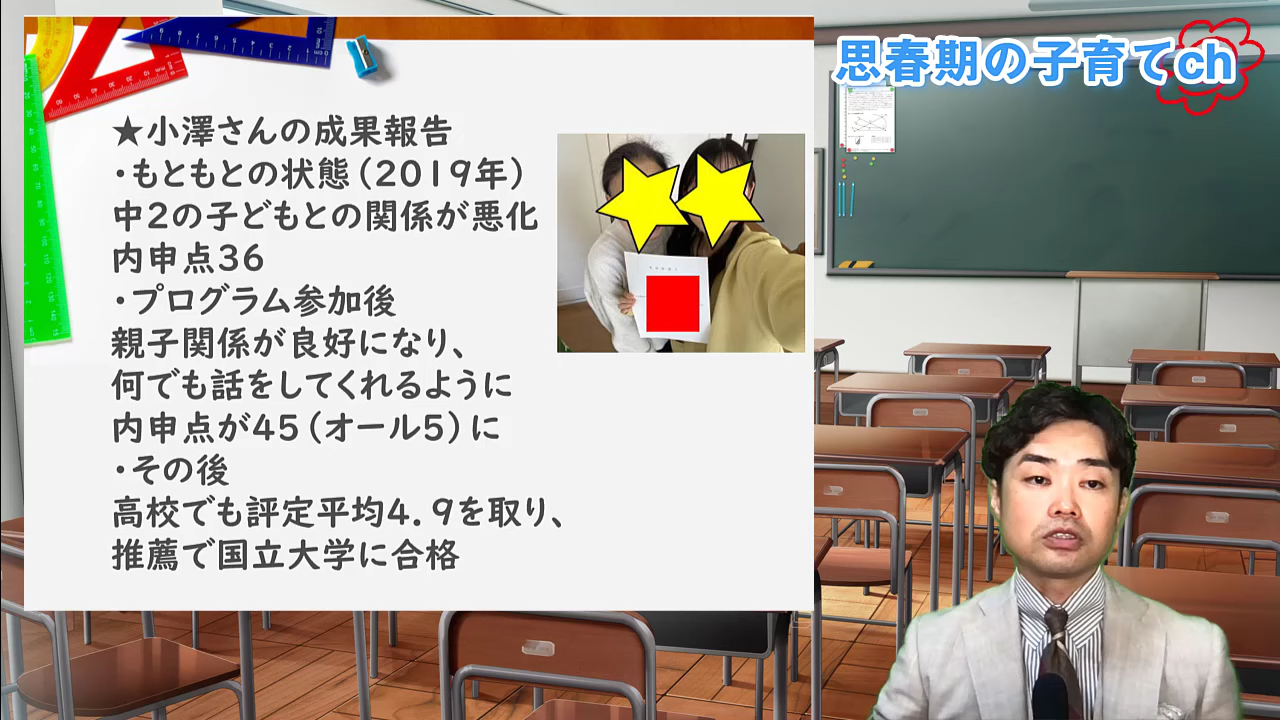 思春期の子育てch
★小澤さんの成果報告
・もともとの状態(2019年)
中2の子どもとの関係が悪化
内申点36
・プログラム参加後
親子関係が良好になり、
何でも話をしてくれるように
内申点が45(オール5)に
・その後
高校でも評定平均4.9を取り、
推薦で国立大学に合格